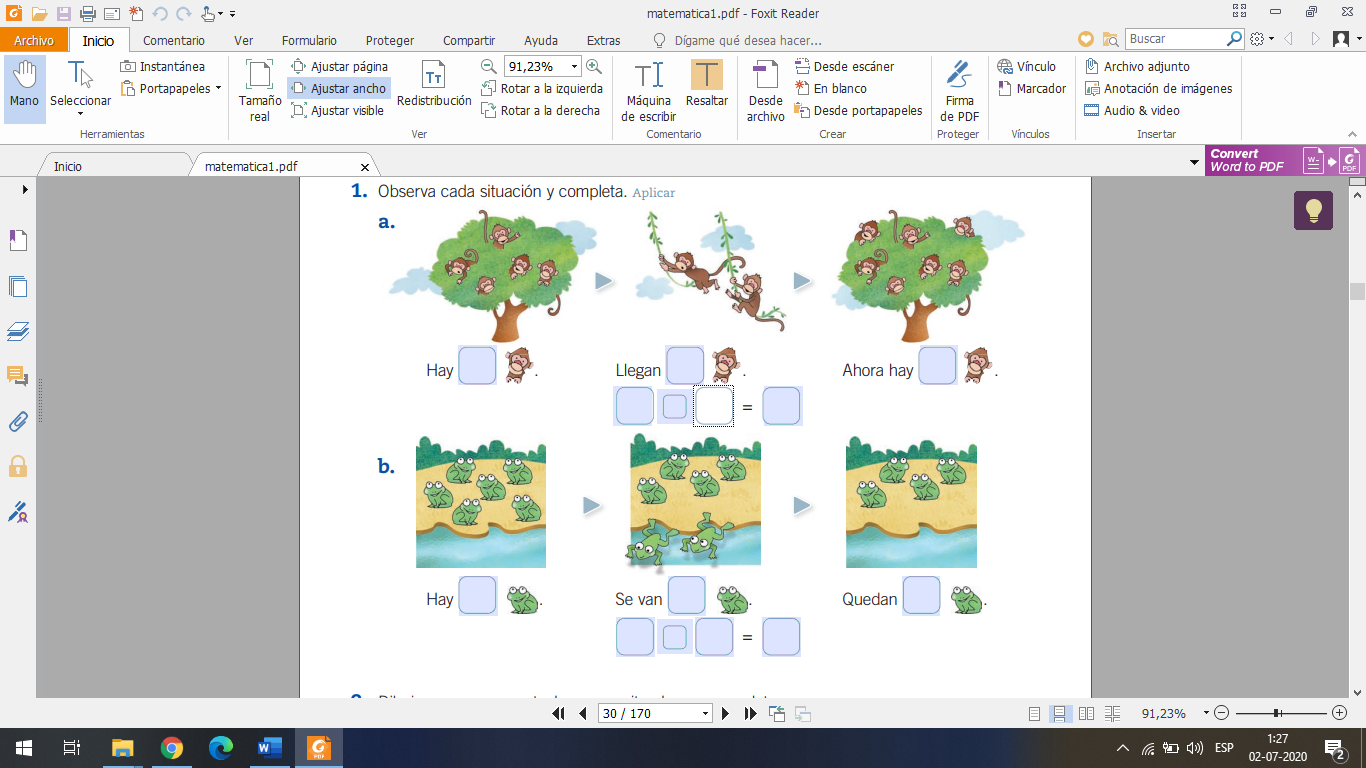 matematica1.pdf - Foxit Reader
Archivo Inicio Comentario Ver Formulario Proteger Compartir Ayuda Extras Dígame qué desea hacer... Buscar
Mano
Seleccionar
Instantánea
Portapapeles
Herramientas
Tamaño real
Ajustar página
Ajustar ancho
Ajustar visible
Redistribución
91,23%
Rotar a la izquierda
Rotar a la derecha
Ver
Máquina de escribir
Resaltar
Comentario
Desde archivo
Desde escáner
En blanco
Desde portapapeles
Crear
Firma de PDF
Proteger
Vínculo
Marcador
Vínculos
Archivo adjunto
Anotación de imágenes
Audio & video
Insertar
Inicio
matematica1.pdf
Convert
Word to PDF
W
PDF
1. Observa cada situación y completa. Aplicar
a.
Hay .
Llegan .
Ahora hay .
=
b.
Hay .
Se van .
Quedan .
=
30 / 170
91,23%
ESP
1:27
02-07-2020
2